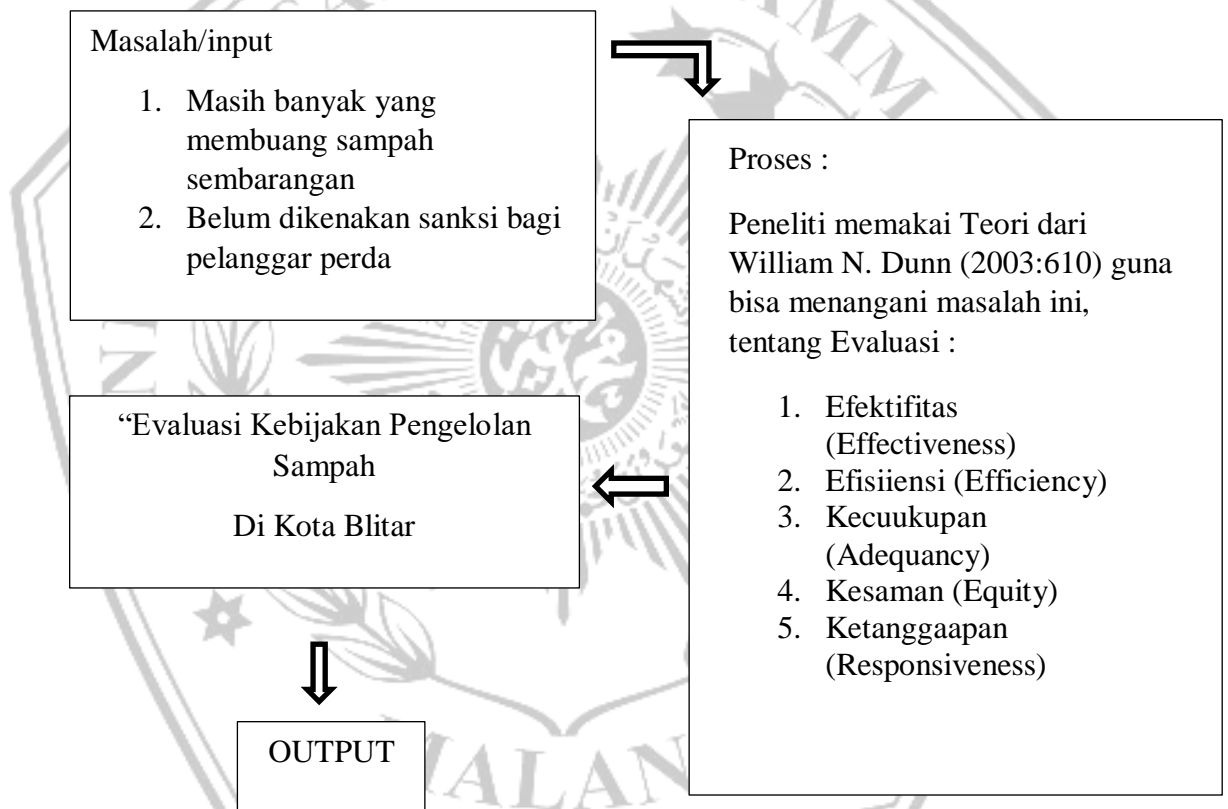 Masalah/input
1. Masih banyak yang
membuang sampah
sembarangan
2. Belum dikenakan sanksi bagi
pelanggar perda
Proses :
Peneliti memakai Teori dari
William N. Dunn (2003:610) guna
bisa menangani masalah ini,
tentang Evaluasi :
1. Efektifitas
(Effectiveness)
2. Efisiiensi (Efficiency)
3. Kecuukupan
(Adequancy)
4. Kesaman (Equity)
5. Ketanggaapan
(Responsiveness)
“Evaluasi Kebijakan Pengelolan
Sampah
Di Kota Blitar
OUTPUT
MALAN